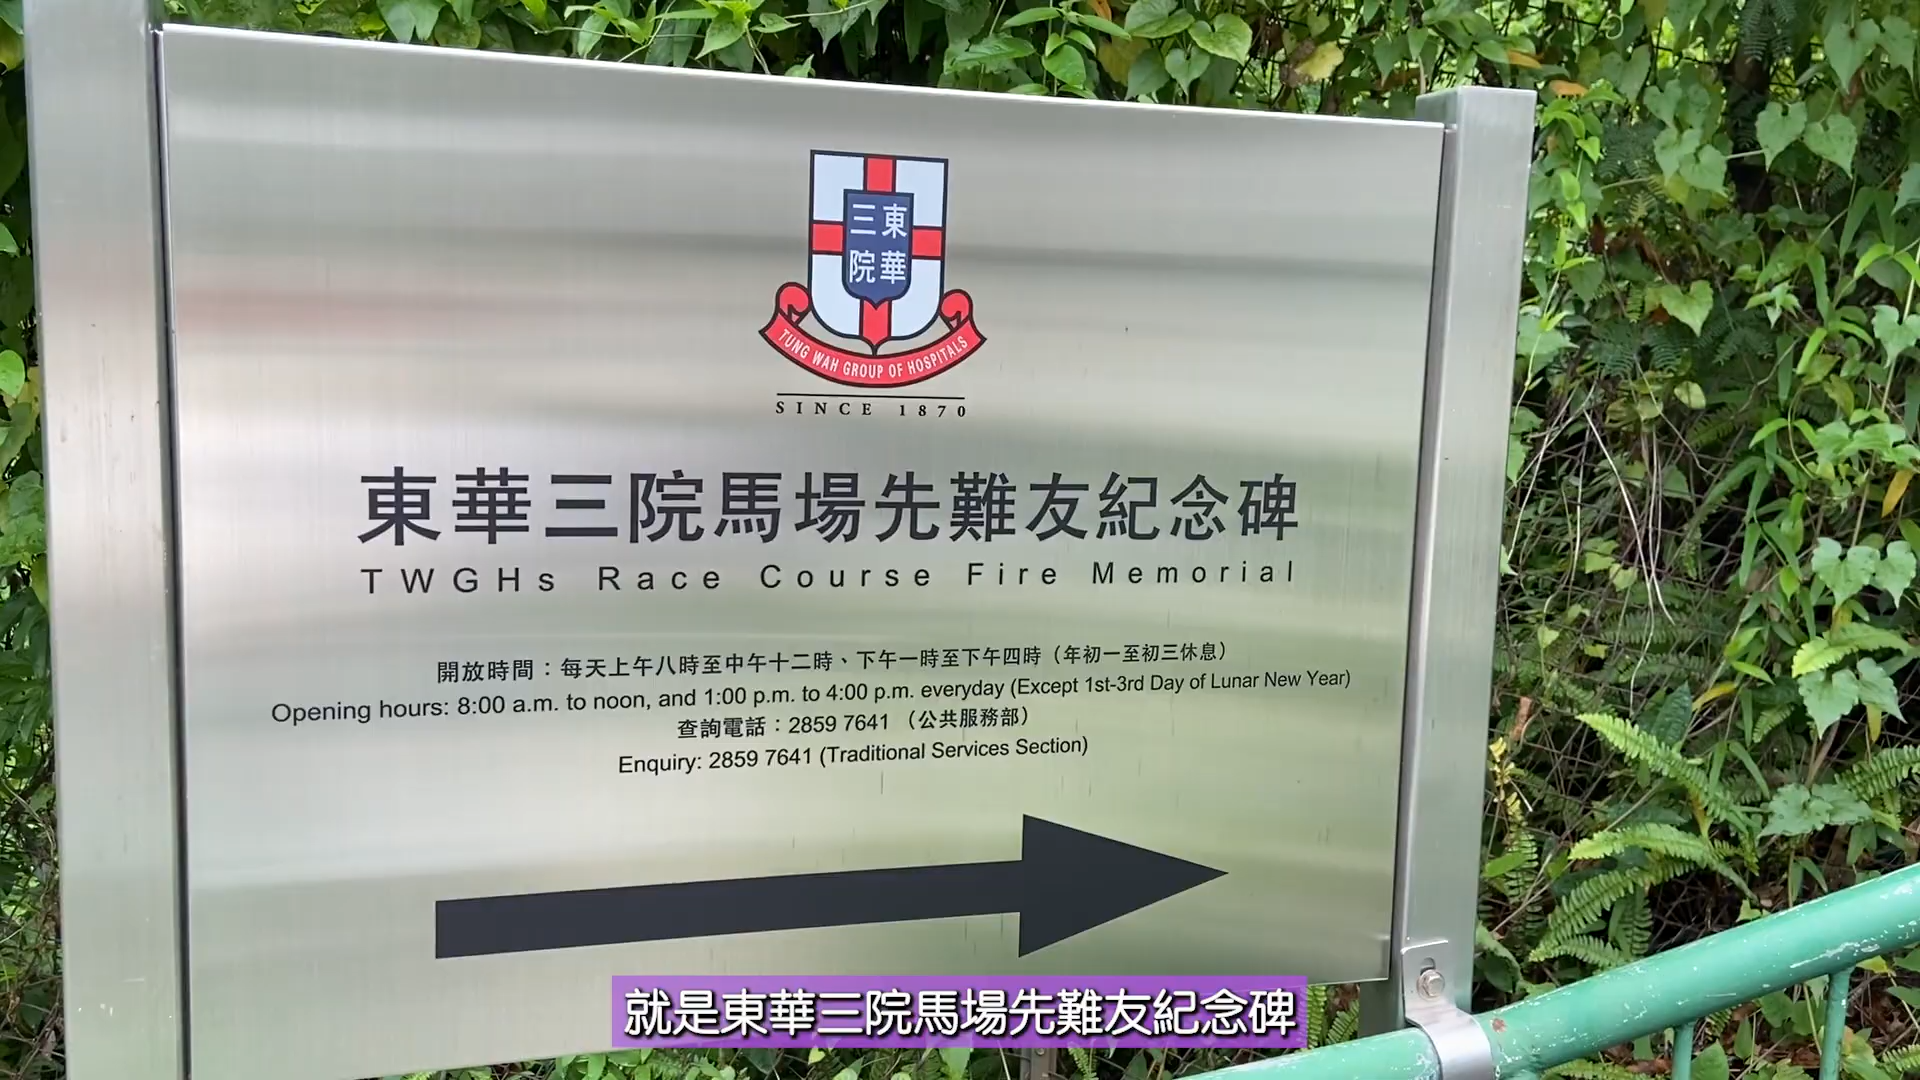 三東
院華
TUNG WAH GROUP OF HOSPITALS
SINCE 1870
東華三院馬場先難友紀念碑
TWGHs Race Course Fire Memorial
開放時間：每天上午八時至中午十二時、下午一時至下午四時（年初一至初三休息）
Opening hours: 8:00 a.m. to noon, and 1:00 p.m. to 4:00 p.m. everyday (Except 1st-3rd Day of Lunar New Year)
查詢電話：2859 7641 （公共服務部）
Enquiry: 2859 7641 (Traditional Services Section)
就是東華三院馬場先難友紀念碑